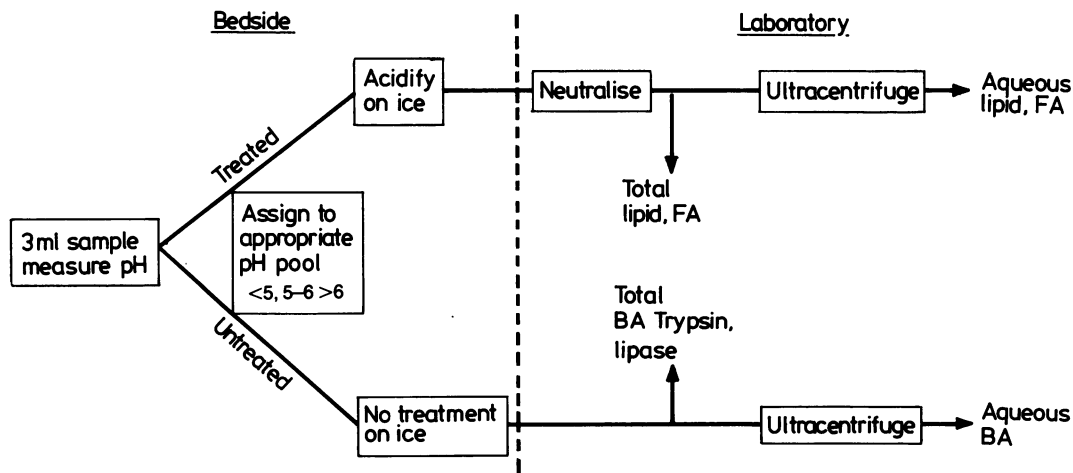 Bedside
Laboratory
Acidify
on ice
Neutralise
Ultracentrifuge
Aqueous
lipid, FA
Treated
Total
lipid, FA
3ml sample
measure pH
Assign to
appropriate
pH pool
<5, 5–6 >6
Total
BA Trypsin,
lipase
Untreated
No treatment
on ice
Ultracentrifuge
Aqueous
BA